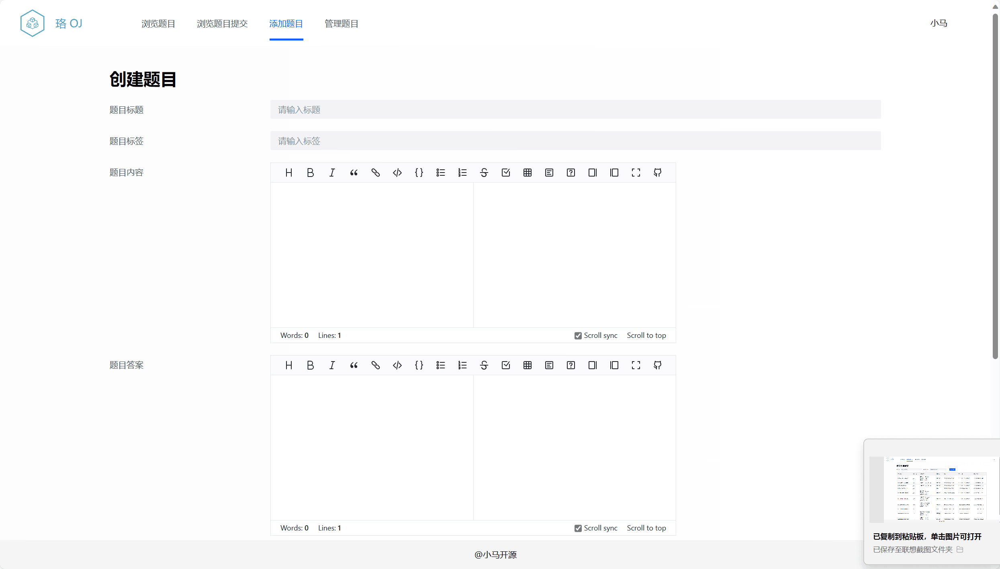 珞 OJ
浏览题目 浏览题目提交 添加题目 管理题目
小马
创建题目
题目标题
请输入标题
题目标签
请输入标签
题目内容
Words: 0 Lines: 1 Scroll sync Scroll to top
题目答案
Words: 0 Lines: 1 Scroll sync Scroll to top
@小马开源
已复制到粘贴板，单击图片可打开
已保存至联想截图文件夹